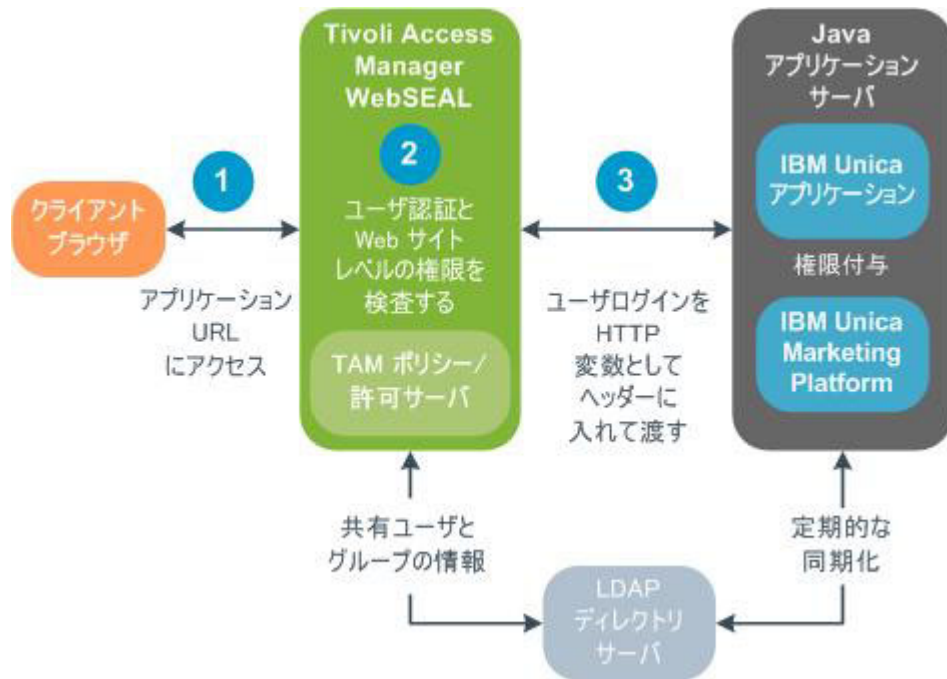 Tivoli Access
Manager
WebSEAL
2
ユーザ認証と
Web サイト
レベルの権限を
検査する
TAM ポリシー/
許可サーバ
Java
アプリケーション
サーバ
IBM Unica
アプリケーション
権限付与
IBM Unica
Marketing
Platform
クライアント
ブラウザ
1
アプリケーション
URL
にアクセス
3
ユーザログインを
HTTP
変数として
ヘッダーに
入れて渡す
共有ユーザと
グループの情報
定期的な
同期化
LDAP
ディレクトリ
サーバ